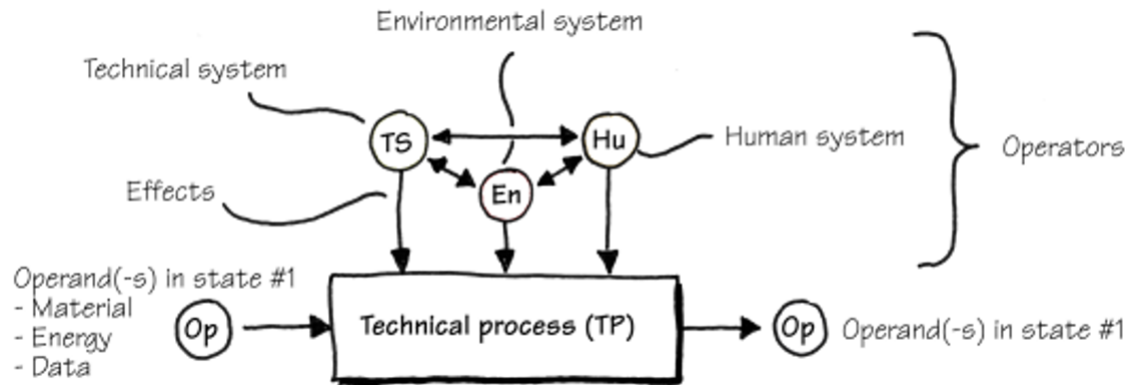 Environmental system
Technical system
TS
Hu
Human system
Operators
En
Effects
Operand(-s) in state #1
- Material
- Energy
- Data
Op
Technical process (TP)
Op
Operand(-s) in state #1